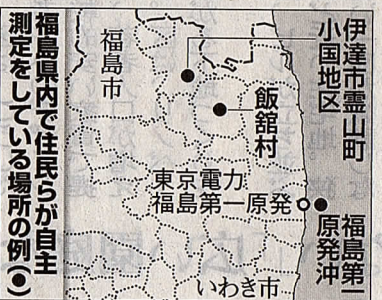 福島県内で住民らが自主
測定をしている場所の例(●)
伊達市霊山町
小国地区
福島市
飯舘村
東京電力
福島第一原発
福島第一
原発沖
いわき市